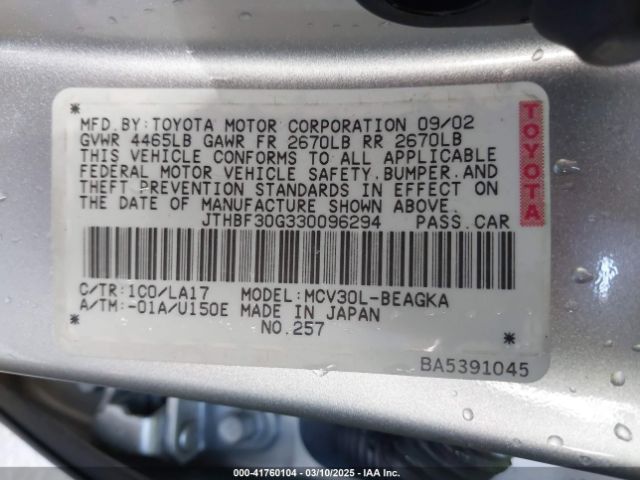 MFD.BY:TOYOTA MOTOR CORPORATION 09/02
GVWR 4465LB GAWR FR 2670LB RR 2670LB
THIS VEHICLE CONFORMS TO ALL APPLICABLE
FEDERAL MOTOR VEHICLE SAFETY,BUMPER,AND
THEFT PREVENTION STANDARDS IN EFFECT ON
THE DATE OF MANUFACTURE SHOWN ABOVE.
JTHBF30G330096294 PASS.CAR
C/TR:1C0/LA17 MODEL:MCV30L-BEAGKA
A/TM:-01A/U150E MADE IN JAPAN
NO.257
TOYOTA
BA5391045
000-41760104 — 03/10/2025 — IAA Inc.